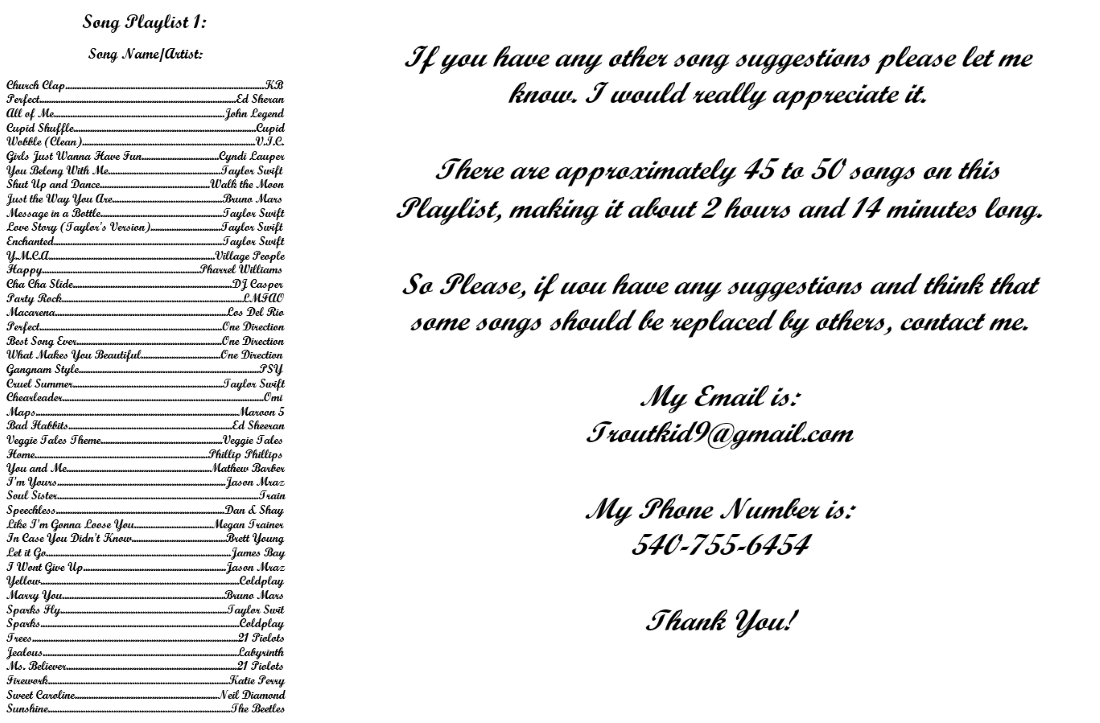 Song Playlist 1:
Song Name/Artist:
Church Clap........................KB
Perfect........................Ed Sheran
All of Me........................John Legend
Cupid Shuffle........................Cupid
Wobble (Clean)........................V.I.C.
Girls Just Wanna Have Fun........................Cyndi Lauper
You Belong With Me........................Taylor Swift
Shut Up and Dance........................Walk the Moon
Just the Way You Are........................Bruno Mars
Message in a Bottle........................Taylor Swift
Love Story (Taylor's Version)........................Taylor Swift
Enchanted........................Taylor Swift
Y.M.C.A........................Village People
Happy........................Pharrel Williams
Cha Cha Slide........................DJ Casper
Party Rock........................LMFAO
Macarena........................Los Del Rio
Perfect........................One Direction
Best Song Ever........................One Direction
What Makes You Beautiful........................One Direction
Gangnam Style........................PSY
Cruel Summer........................Taylor Swift
Chearleader........................Omi
Maps........................Maroon 5
Bad Habbits........................Ed Sheeran
Veggie Tales Theme........................Veggie Tales
Home........................Phillip Phillips
You and Me........................Mathew Barber
I'm Yours........................Jason Mraz
Soul Sister........................Train
Speechless........................Dan & Shay
Like I'm Gonna Loose You........................Megan Trainer
In Case You Didn't Know........................Brett Young
Let it Go........................James Bay
I Wont Give Up........................Jason Mraz
Yellow........................Coldplay
Marry You........................Bruno Mars
Sparks Fly........................Taylor Swit
Sparks........................Coldplay
Trees........................21 Piolots
Jealous........................Labyrinth
Ms. Believer........................21 Piolots
Firework........................Katie Perry
Sweet Caroline........................Neil Diamond
Sunshine........................The Beetles
If you have any other song suggestions please let me
know. I would really appreciate it.
There are approximately 45 to 50 songs on this
Playlist, making it about 2 hours and 14 minutes long.
So Please, if uou have any suggestions and think that
some songs should be replaced by others, contact me.
My Email is:
Troutkid9@gmail.com
My Phone Number is:
540-755-6454
Thank You!